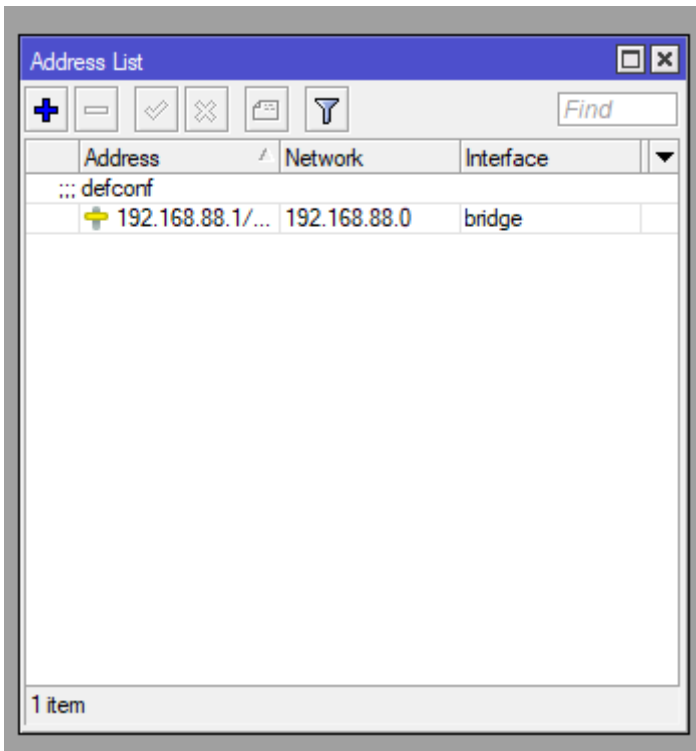 Address List
Find
Address Network Interface
;;; defconf
192.168.88.1/... 192.168.88.0 bridge
1 item